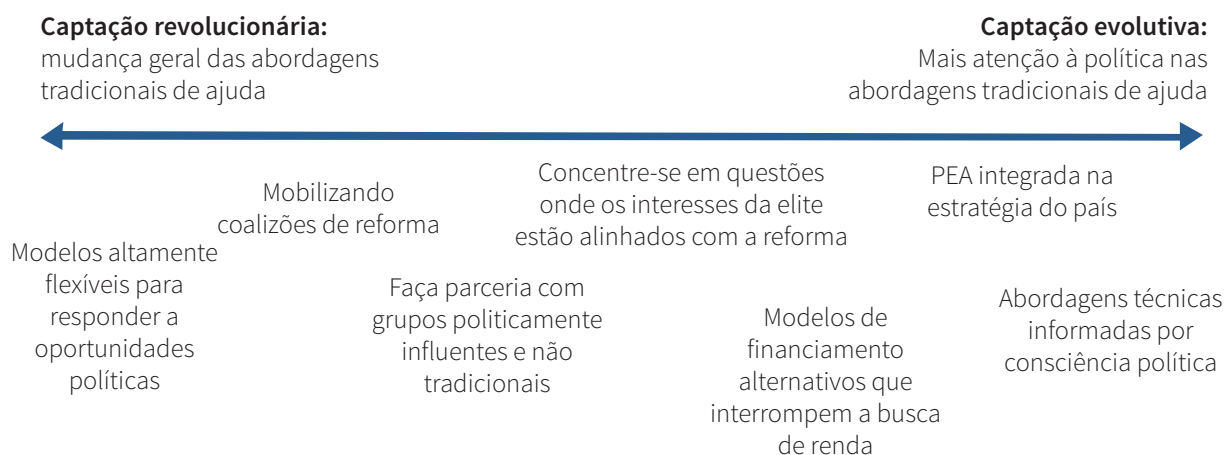 Captação revolucionária:
mudança geral das abordagens
tradicionais de ajuda
Captação evolutiva:
Mais atenção à política nas
abordagens tradicionais de ajuda
Modelos altamente
flexíveis para
responder a
oportunidades
políticas
Mobilizando
coalizões de reforma
Faça parceria com
grupos politicamente
influentes e não
tradicionais
Concentre-se em questões
onde os interesses da elite
estão alinhados com a reforma
Modelos de
financiamento
alternativos que
interrompem a busca
de renda
PEA integrada na
estratégia do país
Abordagens técnicas
informadas por
consciência política